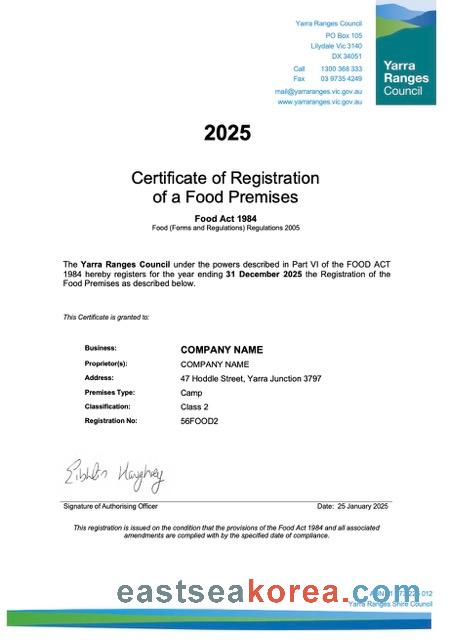 Yarra Ranges Council
PO Box 105
Lilydale Vic 3140
DX 34051
Call 1300 368 333
Fax 03 9735 4249
mail@yarraranges.vic.gov.au
www.yarraranges.vic.gov.au
Yarra
Ranges
Council
2025
Certificate of Registration
of a Food Premises
Food Act 1984
Food (Forms and Regulations) Regulations 2005
The Yarra Ranges Council under the powers described in Part VI of the FOOD ACT
1984 hereby registers for the year ending 31 December 2025 the Registration of the
Food Premises as described below.
This Certificate is granted to:
Business: COMPANY NAME
Proprietor(s): COMPANY NAME
Address: 47 Hoddle Street, Yarra Junction 3797
Premises Type: Camp
Classification: Class 2
Registration No: 56FOOD2
Signature of Authorising Officer Date: 25 January 2025
This registration is issued on the condition that the provisions of the Food Act 1984 and all associated
amendments are complied with by the specified date of compliance.
012
eastseakorea.com
Yarra Ranges Shire Council